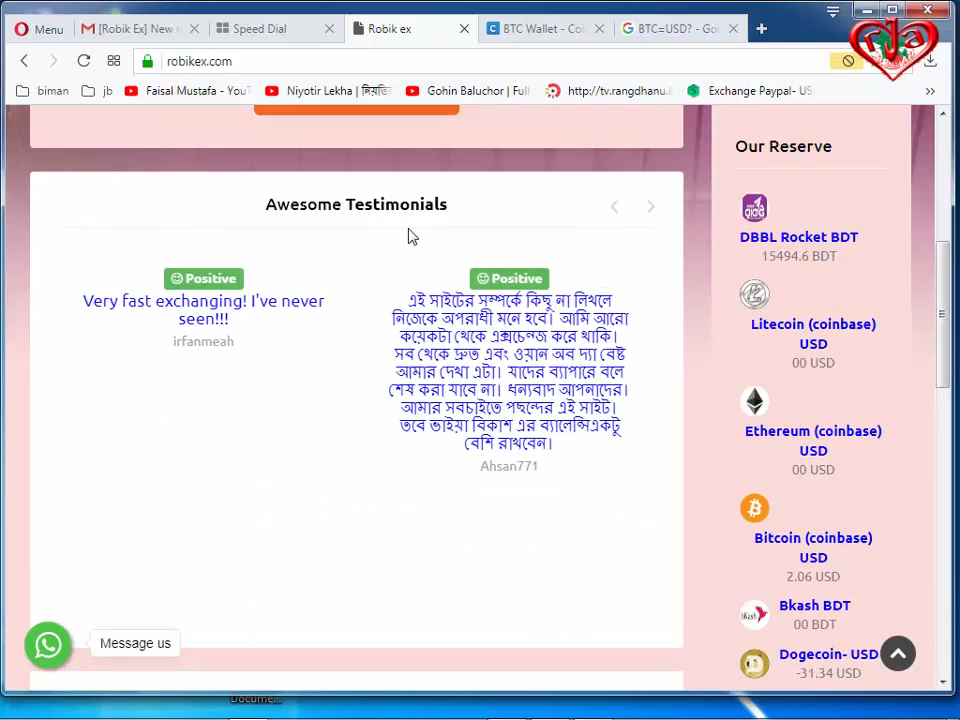 Menu
[Robik Ex] New r
Speed Dial
Robik ex
BTC Wallet - Coi
BTC=USD? - Goo
robikex.com
biman
jb
Faisal Mustafa - YouT
Niyotir Lekha | নিয়তি
Gohin Baluchor | Full
http://tv.rangdhanu.l
Exchange Paypal- US
Awesome Testimonials
Positive
Very fast exchanging! I've never
seen!!!
irfanmeah
Positive
এই সাইটের সম্পর্কে কিছু না লিখলে
নিজেকে অপরাধী মনে হবে। আমি আরো
কয়েকটা থেকে এক্সচেন্জ করে থাকি।
সব থেকে দ্রুত এবং ওয়ান অব দ্যা বেষ্ট
আমার দেখা এটা। যাদের ব্যাপারে বলে
শেষ করা যাবে না। ধন্যবাদ আপনাদের।
আমার সবচাইতে পছন্দের এই সাইট।
তবে ভাইয়া বিকাশ এর ব্যালেন্সিএকটু
বেশি রাখবেন।
Ahsan771
Our Reserve
DBBL Rocket BDT
15494.6 BDT
Litecoin (coinbase)
USD
00 USD
Ethereum (coinbase)
USD
00 USD
Bitcoin (coinbase)
USD
2.06 USD
Bkash BDT
00 BDT
Dogecoin- USD
-31.34 USD
Message us
Docume...